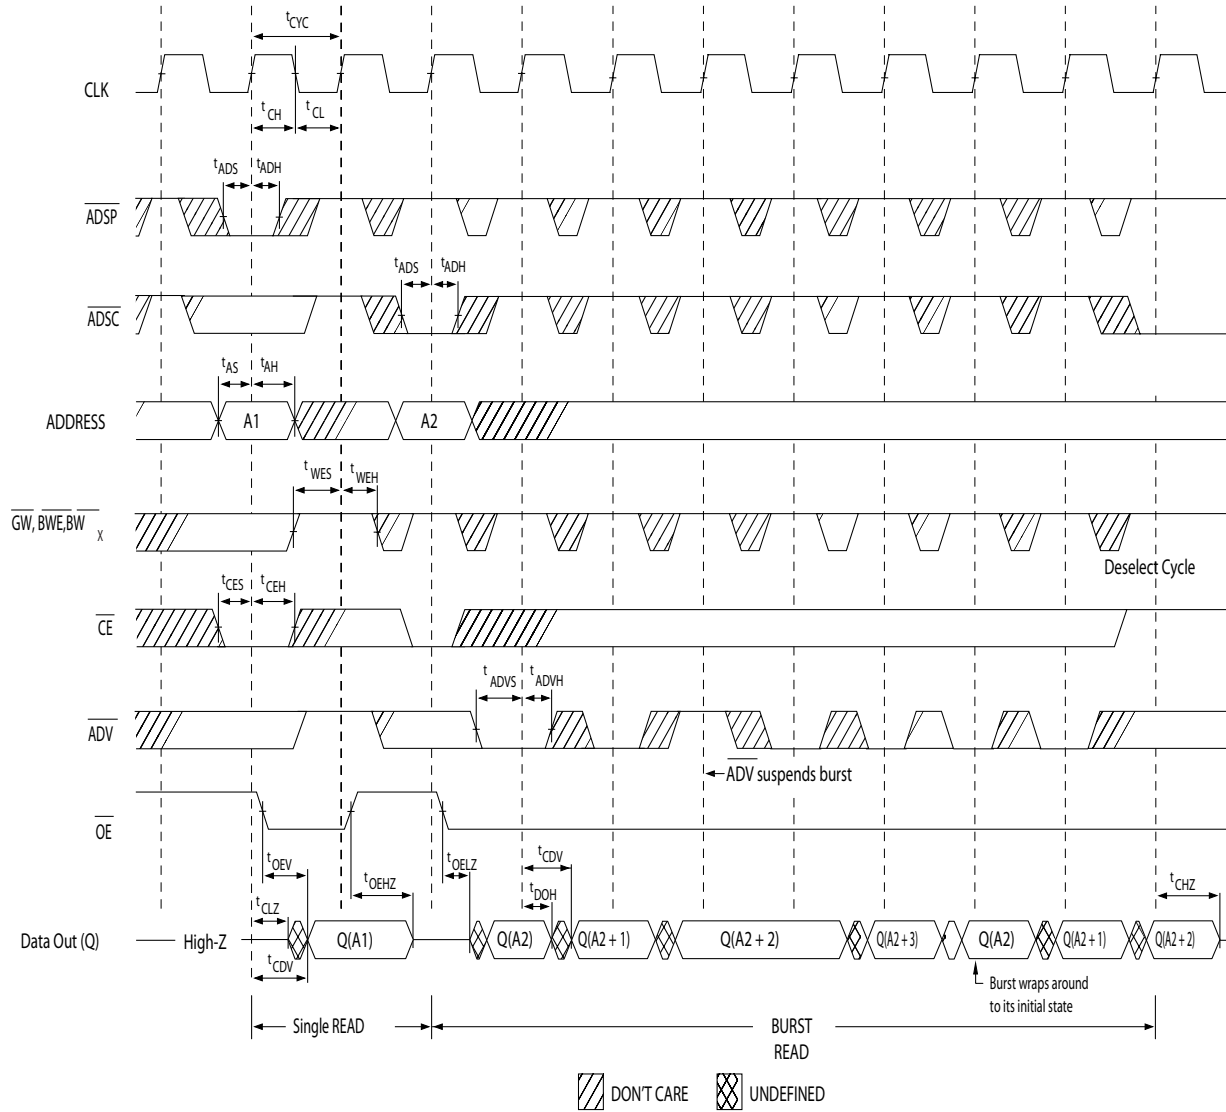 tCYC
CLK
tCH
tCL
tADS
tADH
ADSP
tADS
tADH
ADSC
tAS
tAH
ADDRESS
A1
A2
tWES
tWEH
GW, BWE,BW X
Deselect Cycle
tCES
tCEH
CE
tADVS
tADVH
ADV
ADV suspends burst
OE
tOEV
tOEHZ
tOELZ
tCDV
tDOH
tCHZ
tCLZ
Data Out (Q)
High-Z
Q(A1)
Q(A2)
Q(A2 + 1)
Q(A2 + 2)
Q(A2 + 3)
Q(A2)
Q(A2 + 1)
Q(A2 + 2)
tCDV
Burst wraps around
to its initial state
Single READ
BURST
READ
DON'T CARE
UNDEFINED